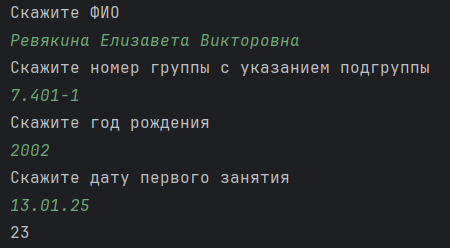 Скажите ФИО
Ревякина Елизавета Викторовна
Скажите номер группы с указанием подгруппы
7.401-1
Скажите год рождения
2002
Скажите дату первого занятия
13.01.25
23